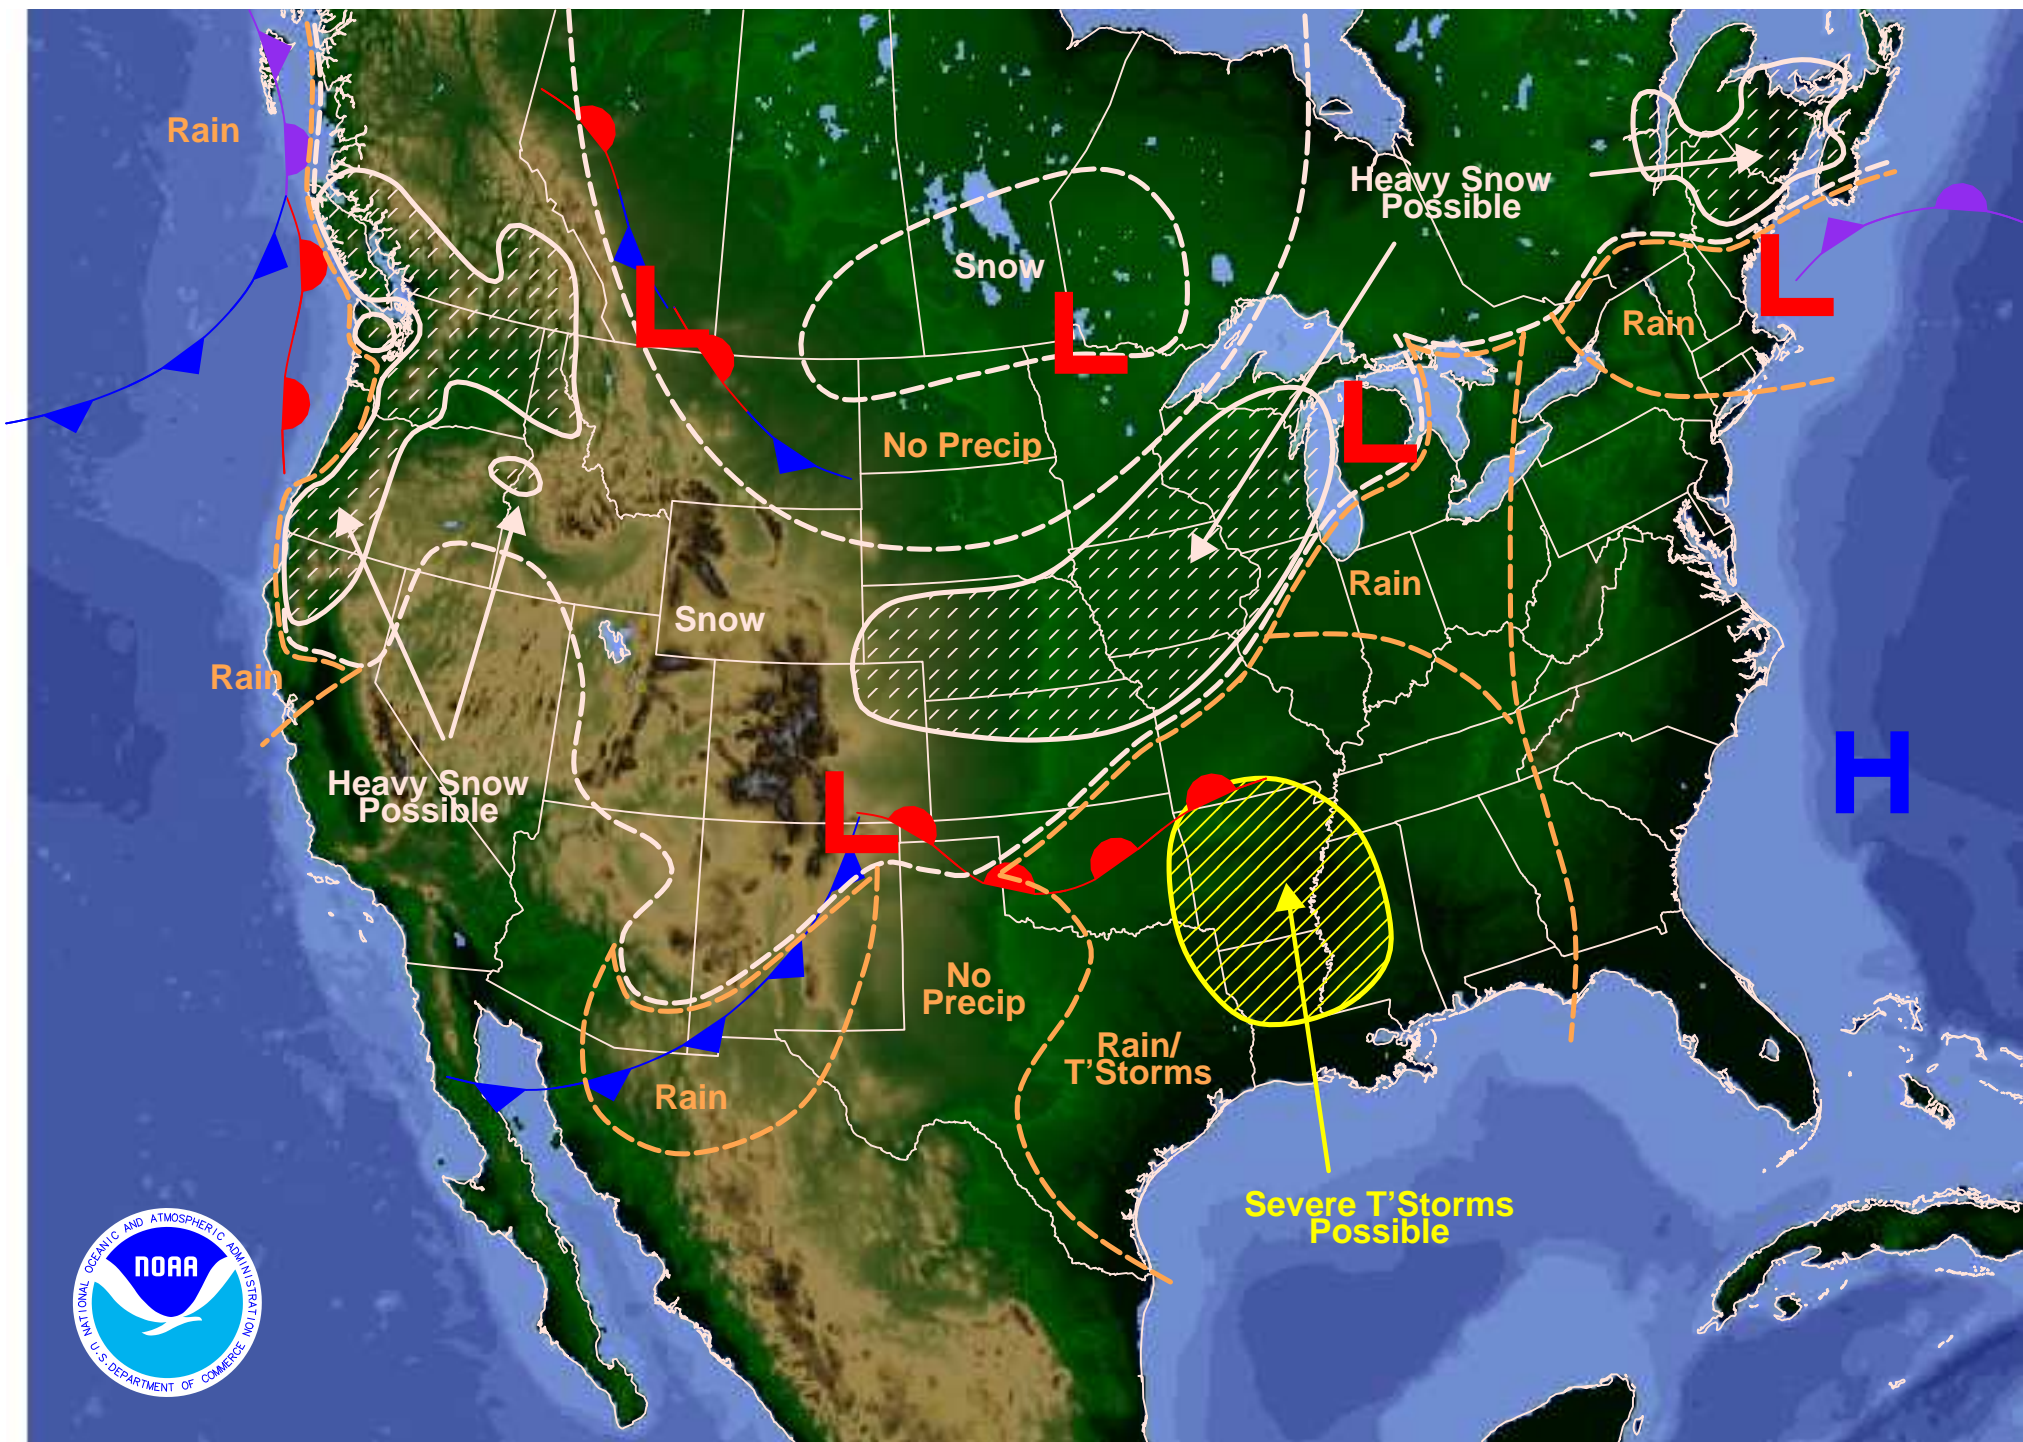 Rain
Heavy Snow
Possible
Snow
L
L
L
Rain
L
No Precip
Rain
Snow
Rain
H
Heavy Snow
Possible
L
No
Precip
Rain/
T'Storms
Rain
Severe T'Storms
Possible
NATIONAL OCEANIC AND ATMOSPHERIC ADMINISTRATION
NOAA
U.S. DEPARTMENT OF COMMERCE